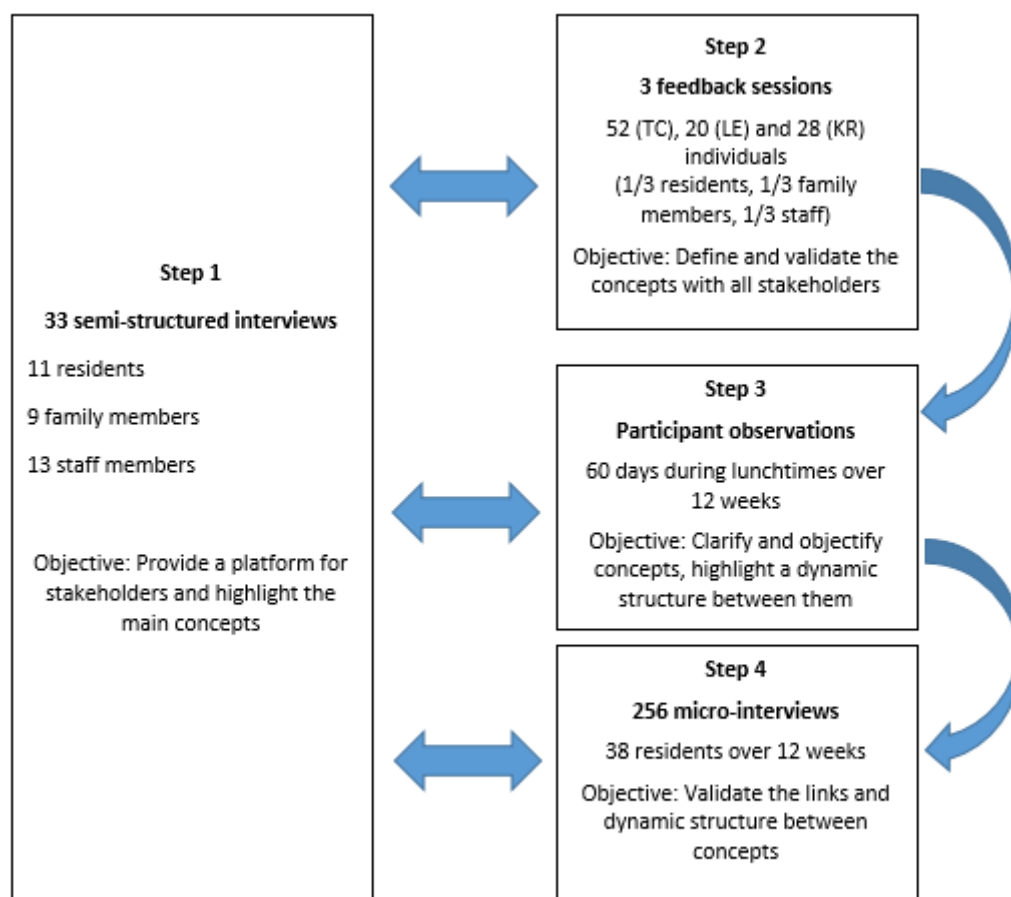 Step 1
33 semi-structured interviews
11 residents
9 family members
13 staff members
Objective: Provide a platform for
stakeholders and highlight the
main concepts
Step 2
3 feedback sessions
52 (TC), 20 (LE) and 28 (KR)
individuals
(1/3 residents, 1/3 family
members, 1/3 staff)
Objective: Define and validate the
concepts with all stakeholders
Step 3
Participant observations
60 days during lunchtimes over
12 weeks
Objective: Clarify and objectify
concepts, highlight a dynamic
structure between them
Step 4
256 micro-interviews
38 residents over 12 weeks
Objective: Validate the links and
dynamic structure between
concepts